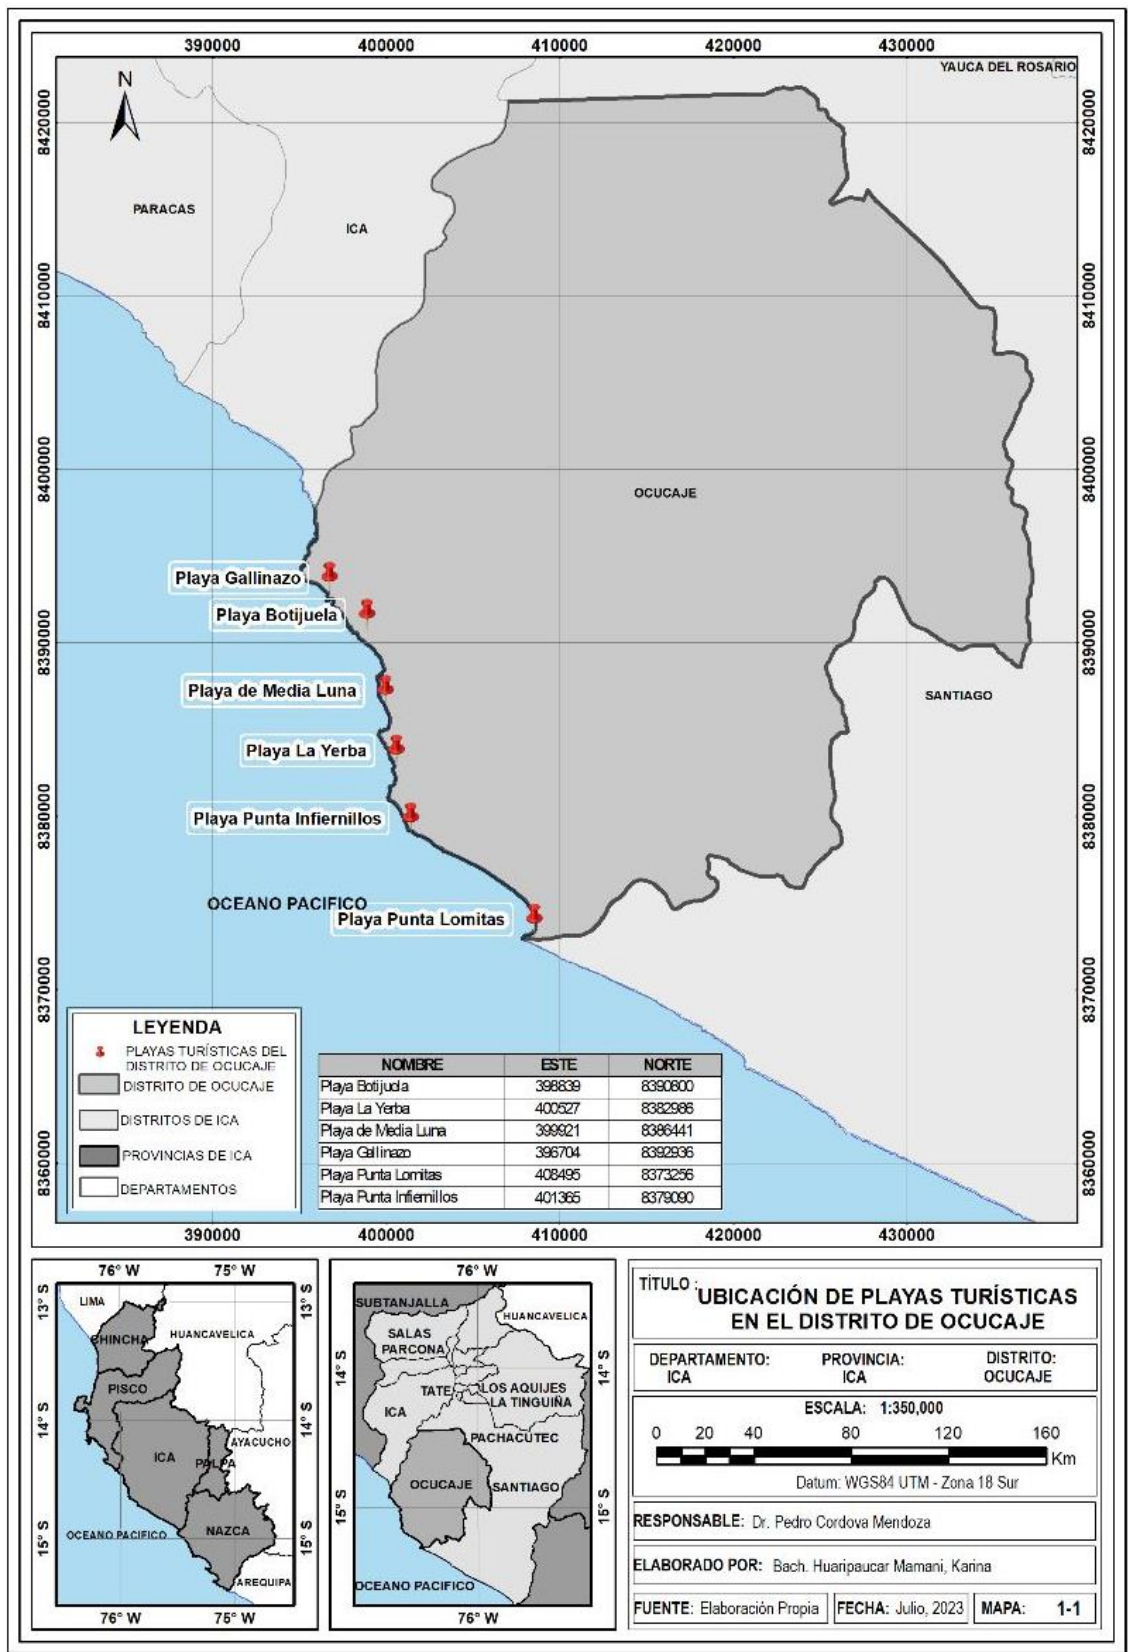 390000 400000 410000 420000 430000
YAUCA DEL ROSARIO
N
8420000 8420000
PARACAS
ICA
8410000 8410000
8400000 8400000
OCUCAJE
Playa Gallinazo
Playa Botijuela
8390000 8390000
Playa de Media Luna
SANTIAGO
Playa La Yerba
8380000 8380000
Playa Punta Infiernillos
OCEANO PACIFICO
Playa Punta Lomitas
8370000 8370000
LEYENDA
PLAYAS TURÍSTICAS DEL
DISTRITO DE OCUCAJE
DISTRITO DE OCUCAJE
DISTRITOS DE ICA
PROVINCIAS DE ICA
DEPARTAMENTOS
NOMBRE ESTE NORTE
Playa Botijuela 398839 8390800
Playa La Yerba 400527 8382986
Playa de Media Luna 399921 8386441
Playa Gallinazo 396704 8392936
Playa Punta Lomitas 408495 8373256
Playa Punta Infiernillos 401365 8379090
8360000 8360000
390000 400000 410000 420000 430000
76° W 75° W
13° S 13° S
LIMA
CHINCHA
HUANCAVELICA
PISCO
14° S 14° S
AYACUCHO
ICA
PALPA
NAZCA
OCEANO PACIFICO
15° S 15° S
AREQUIPA
76° W 75° W
76° W
SUBTANJALLA
HUANCAVELICA
SALAS
PARCONA
14° S 14° S
TATE
LOS AQUIJES
LA TINGUIÑA
ICA
PACHACUTEC
OCUCAJE
SANTIAGO
15° S 15° S
OCEANO PACIFICO
76° W
TÍTULO :
UBICACIÓN DE PLAYAS TURÍSTICAS
EN EL DISTRITO DE OCUCAJE
DEPARTAMENTO: PROVINCIA: DISTRITO:
ICA ICA OCUCAJE
ESCALA: 1:350,000
0 20 40 80 120 160
Km
Datum: WGS84 UTM - Zona 18 Sur
RESPONSABLE: Dr. Pedro Cordova Mendoza
ELABORADO POR: Bach. Huaripaucar Mamani, Karina
FUENTE: Elaboración Propia FECHA: Julio, 2023 MAPA: 1-1